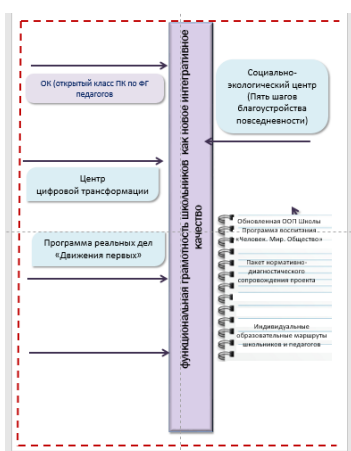 ОК (открытый класс ПК по ФГ
педагогов
Центр
цифровой трансформации
Программа реальных дел
«Движения первых»
функциональная грамотность школьников как новое интегративное
качество
Социально-
экологический центр
(Пять шагов
благоустройства
повседневности)
Обновленная ООП Школы
Программа воспитания
«Человек. Мир. Общество»
Пакет нормативно-
диагностического
сопровождения проекта
Индивидуальные
образовательные маршруты
школьников и педагогов